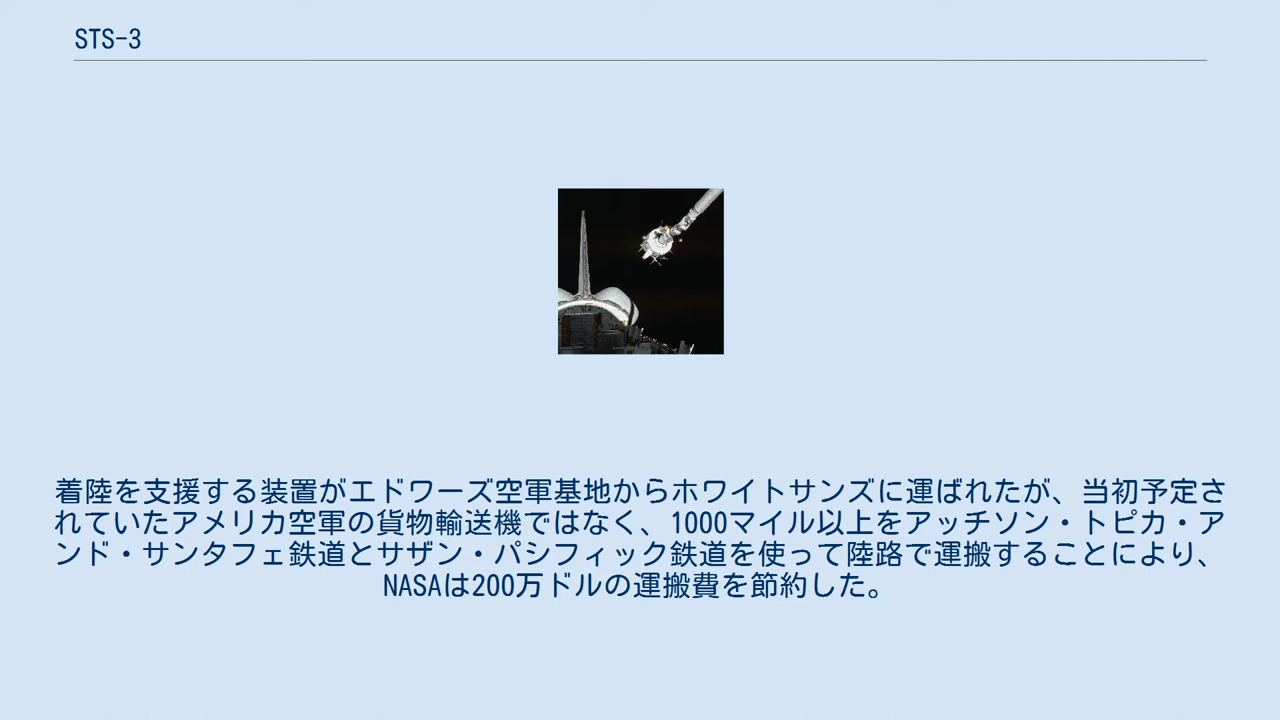 STS-3
着陸を支援する装置がエドワーズ空軍基地からホワイトサンズに運ばれたが、当初予定さ
れていたアメリカ空軍の貨物輸送機ではなく、1000マイル以上をアッチソン・トピカ・ア
ンド・サンタフェ鉄道とサザン・パシフィック鉄道を使って陸路で運搬することにより、
NASAは200万ドルの運搬費を節約した。